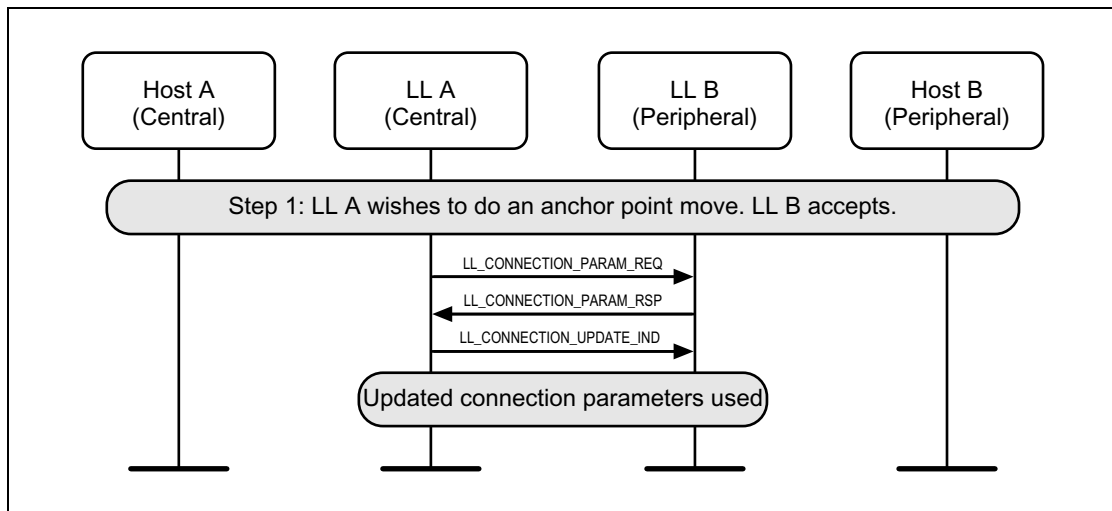 Host A
(Central)
LL A
(Central)
LL B
(Peripheral)
Host B
(Peripheral)
Step 1: LL A wishes to do an anchor point move. LL B accepts.
LL_CONNECTION_PARAM_REQ
LL_CONNECTION_PARAM_RSP
LL_CONNECTION_UPDATE_IND
Updated connection parameters used